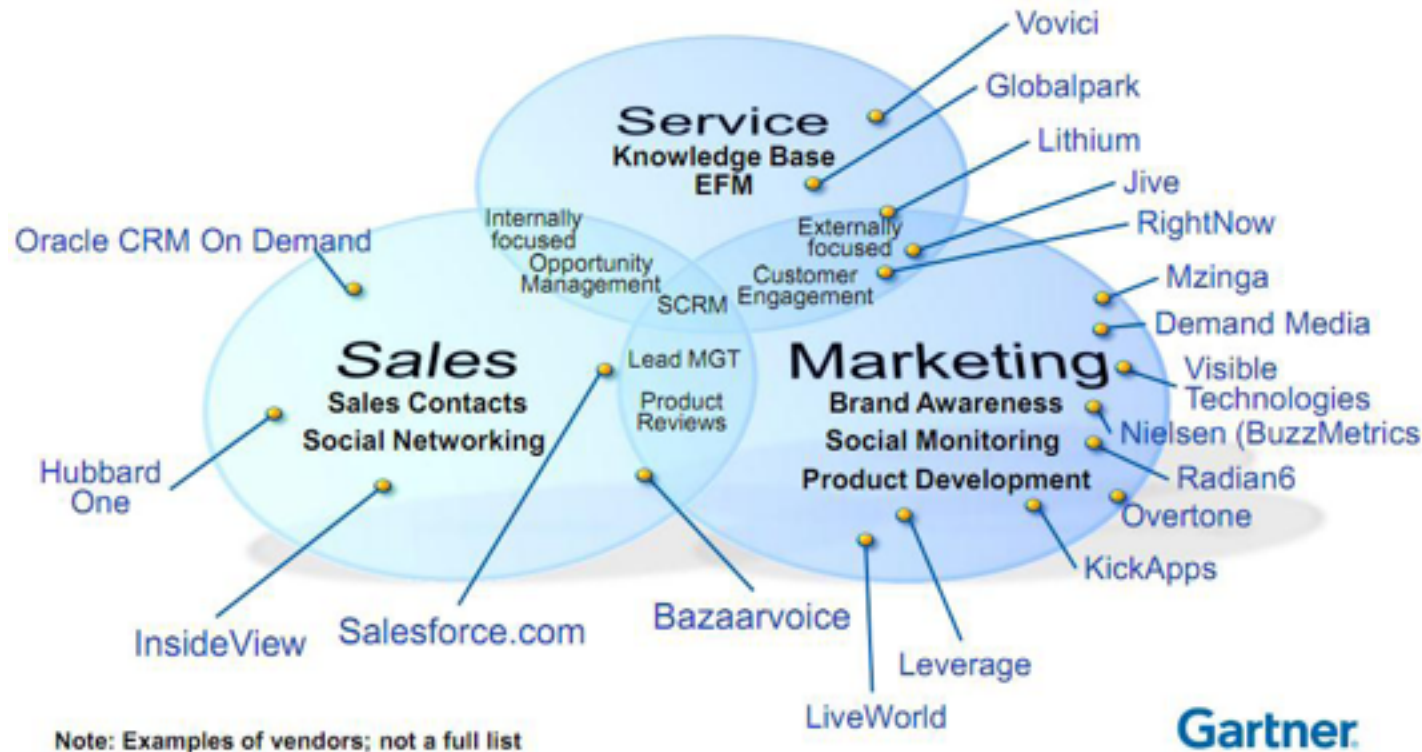 Vovici
Globalpark
Service
Knowledge Base
EFM
Lithium
Jive
RightNow
Internally
focused
Opportunity
Management
Externally
focused
Customer
Engagement
SCRM
Oracle CRM On Demand
Mzinga
Demand Media
Visible
Technologies
Nielsen (BuzzMetrics
Radian6
Overtone
KickApps
Sales
Sales Contacts
Social Networking
Lead MGT
Product
Reviews
Marketing
Brand Awareness
Social Monitoring
Product Development
Hubbard
One
InsideView
Salesforce.com
Bazaarvoice
Leverage
LiveWorld
Note: Examples of vendors; not a full list
Gartner